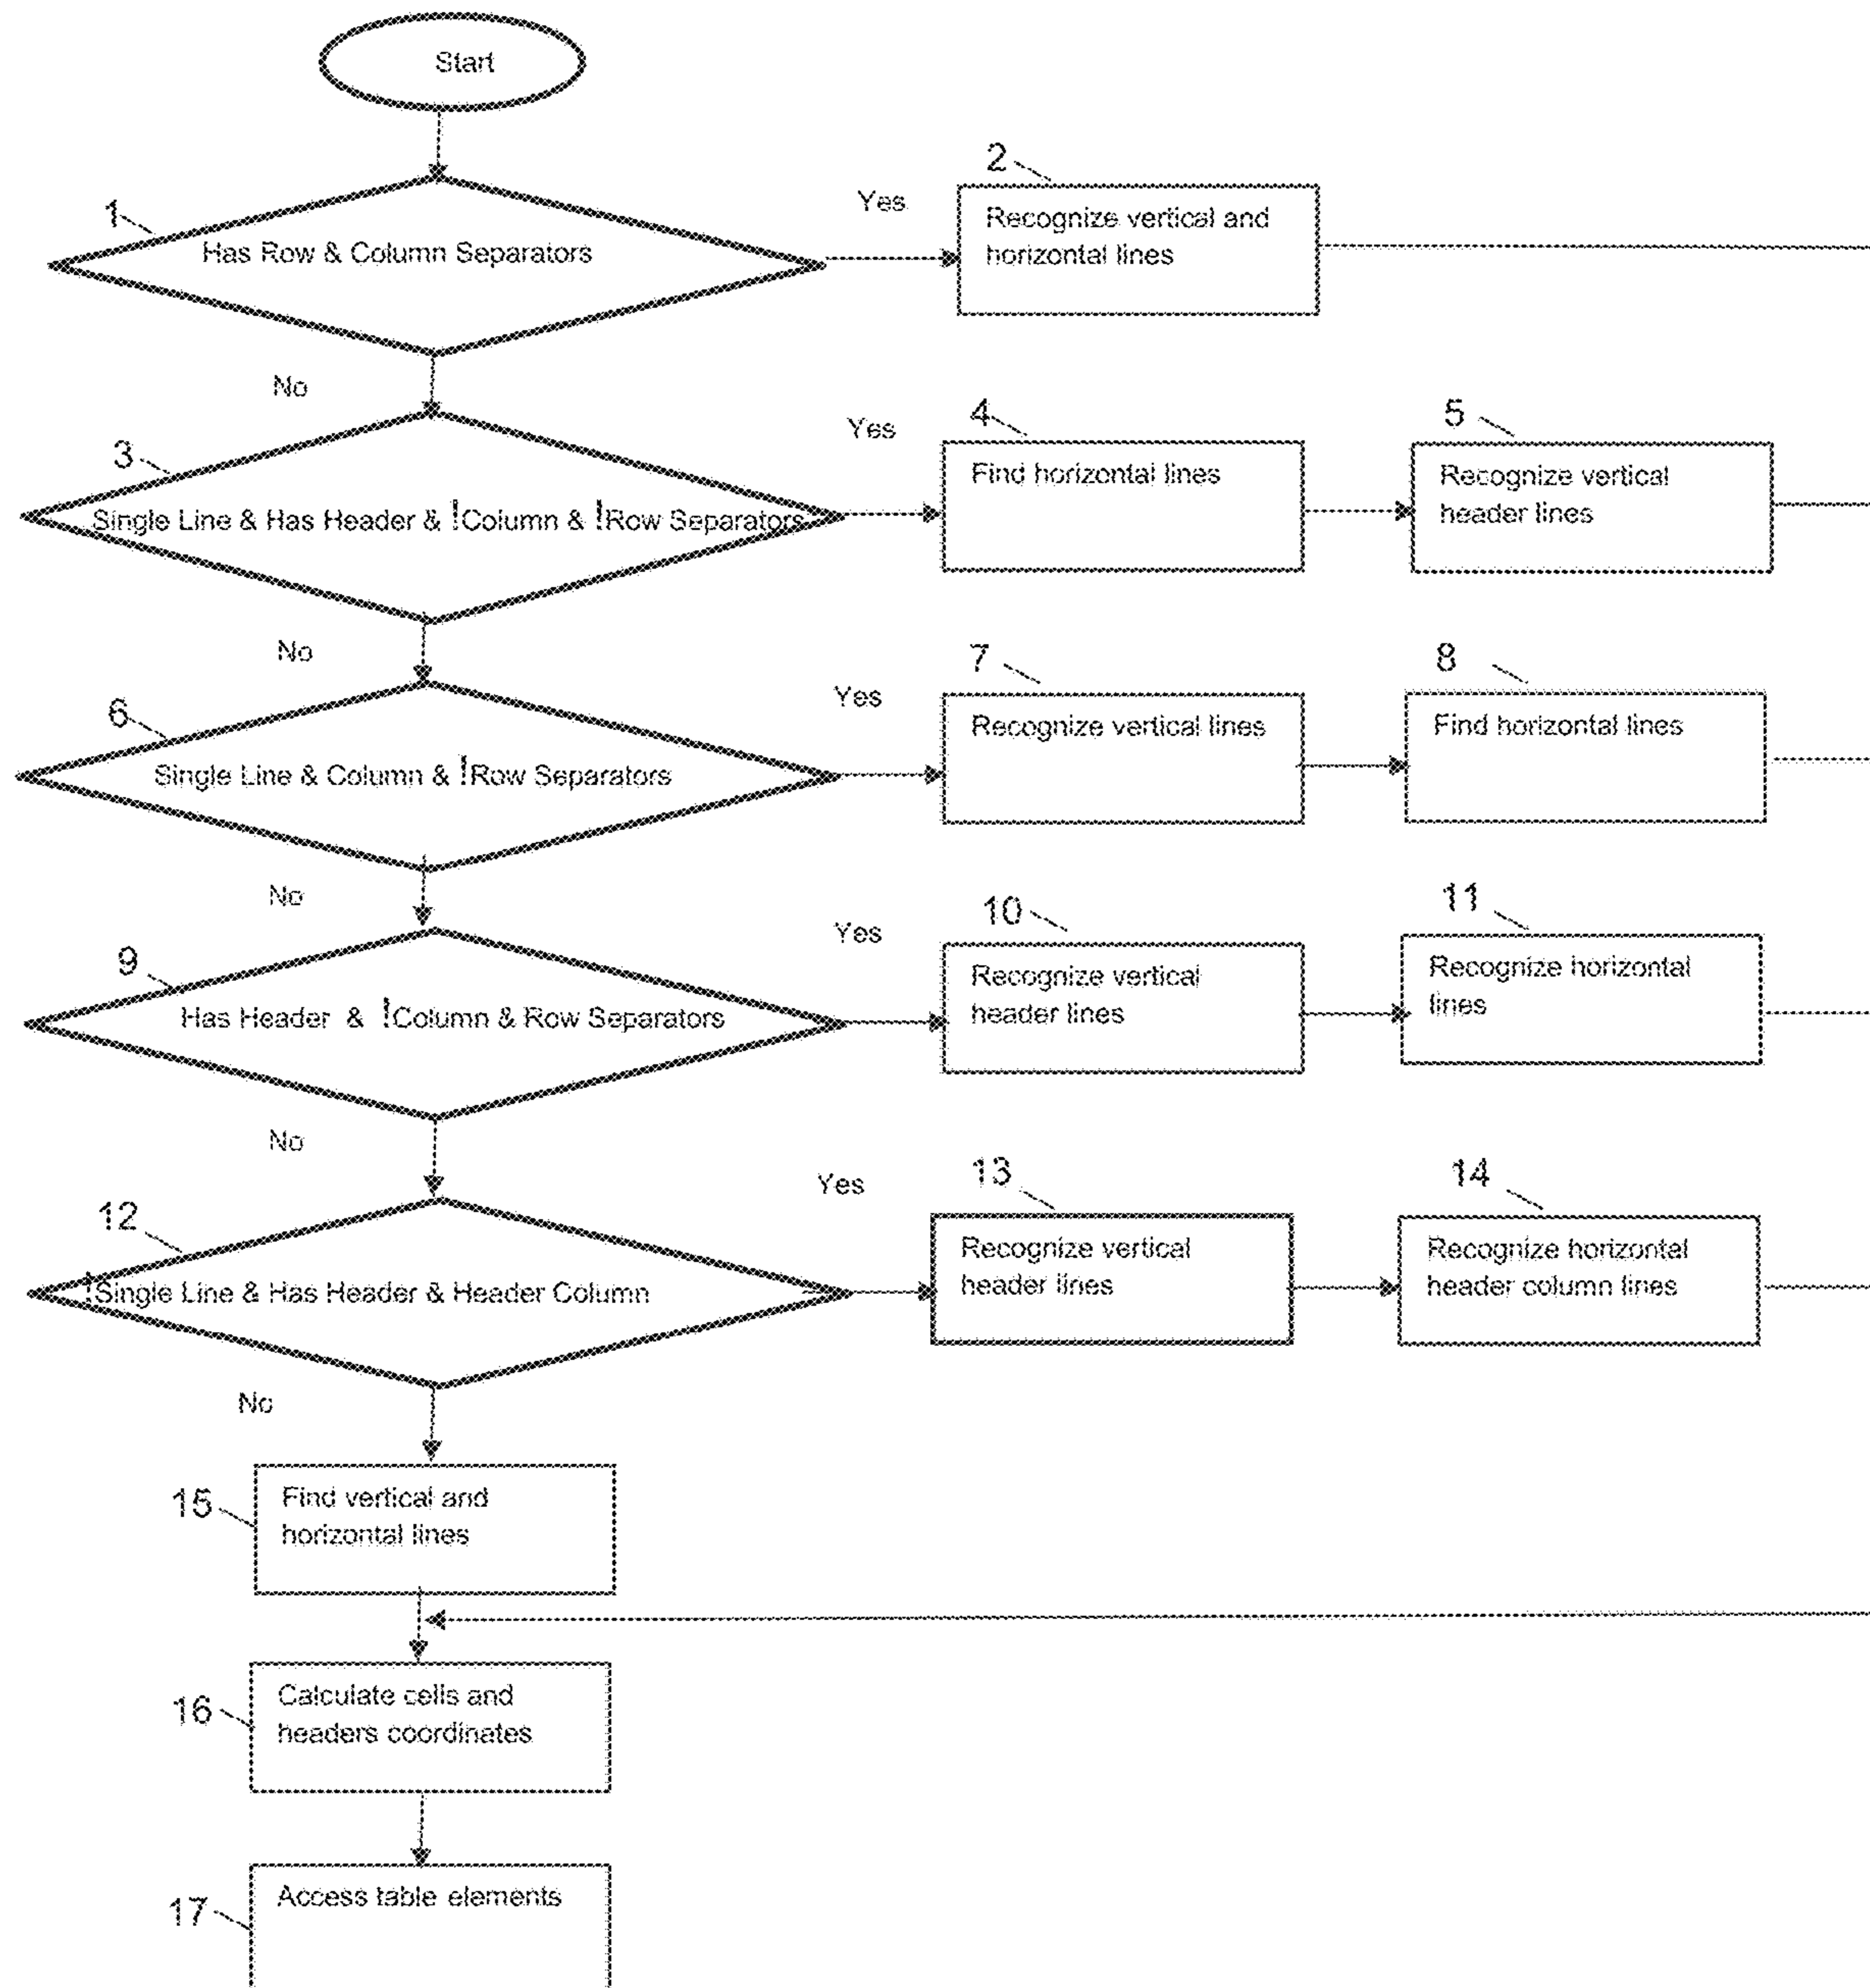 Start
1
Has Row & Column Separators
Yes
2
Recognize vertical and
horizontal lines
No
3
Single Line & Has Header & !Column & !Row Separators
Yes
4
Find horizontal lines
5
Recognize vertical
header lines
No
6
Single Line & Column & !Row Separators
Yes
7
Recognize vertical lines
8
Find horizontal lines
No
9
Has Header & !Column & Row Separators
Yes
10
Recognize vertical
header lines
11
Recognize horizontal
lines
No
12
!Single Line & Has Header & Header Column
Yes
13
Recognize vertical
header lines
14
Recognize horizontal
header column lines
No
15
Find vertical and
horizontal lines
16
Calculate cells and
headers coordinates
17
Access table elements